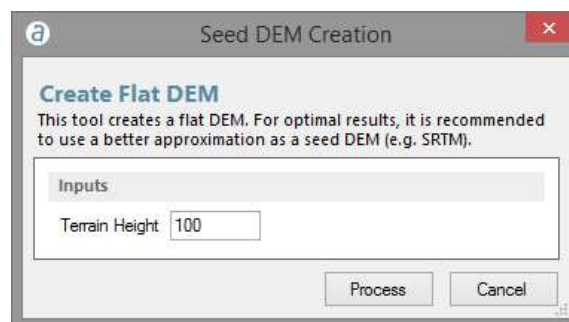 a Seed DEM Creation x
Create Flat DEM
This tool creates a flat DEM. For optimal results, it is recommended
to use a better approximation as a seed DEM (e.g. SRTM).
Inputs
Terrain Height 100
Process Cancel